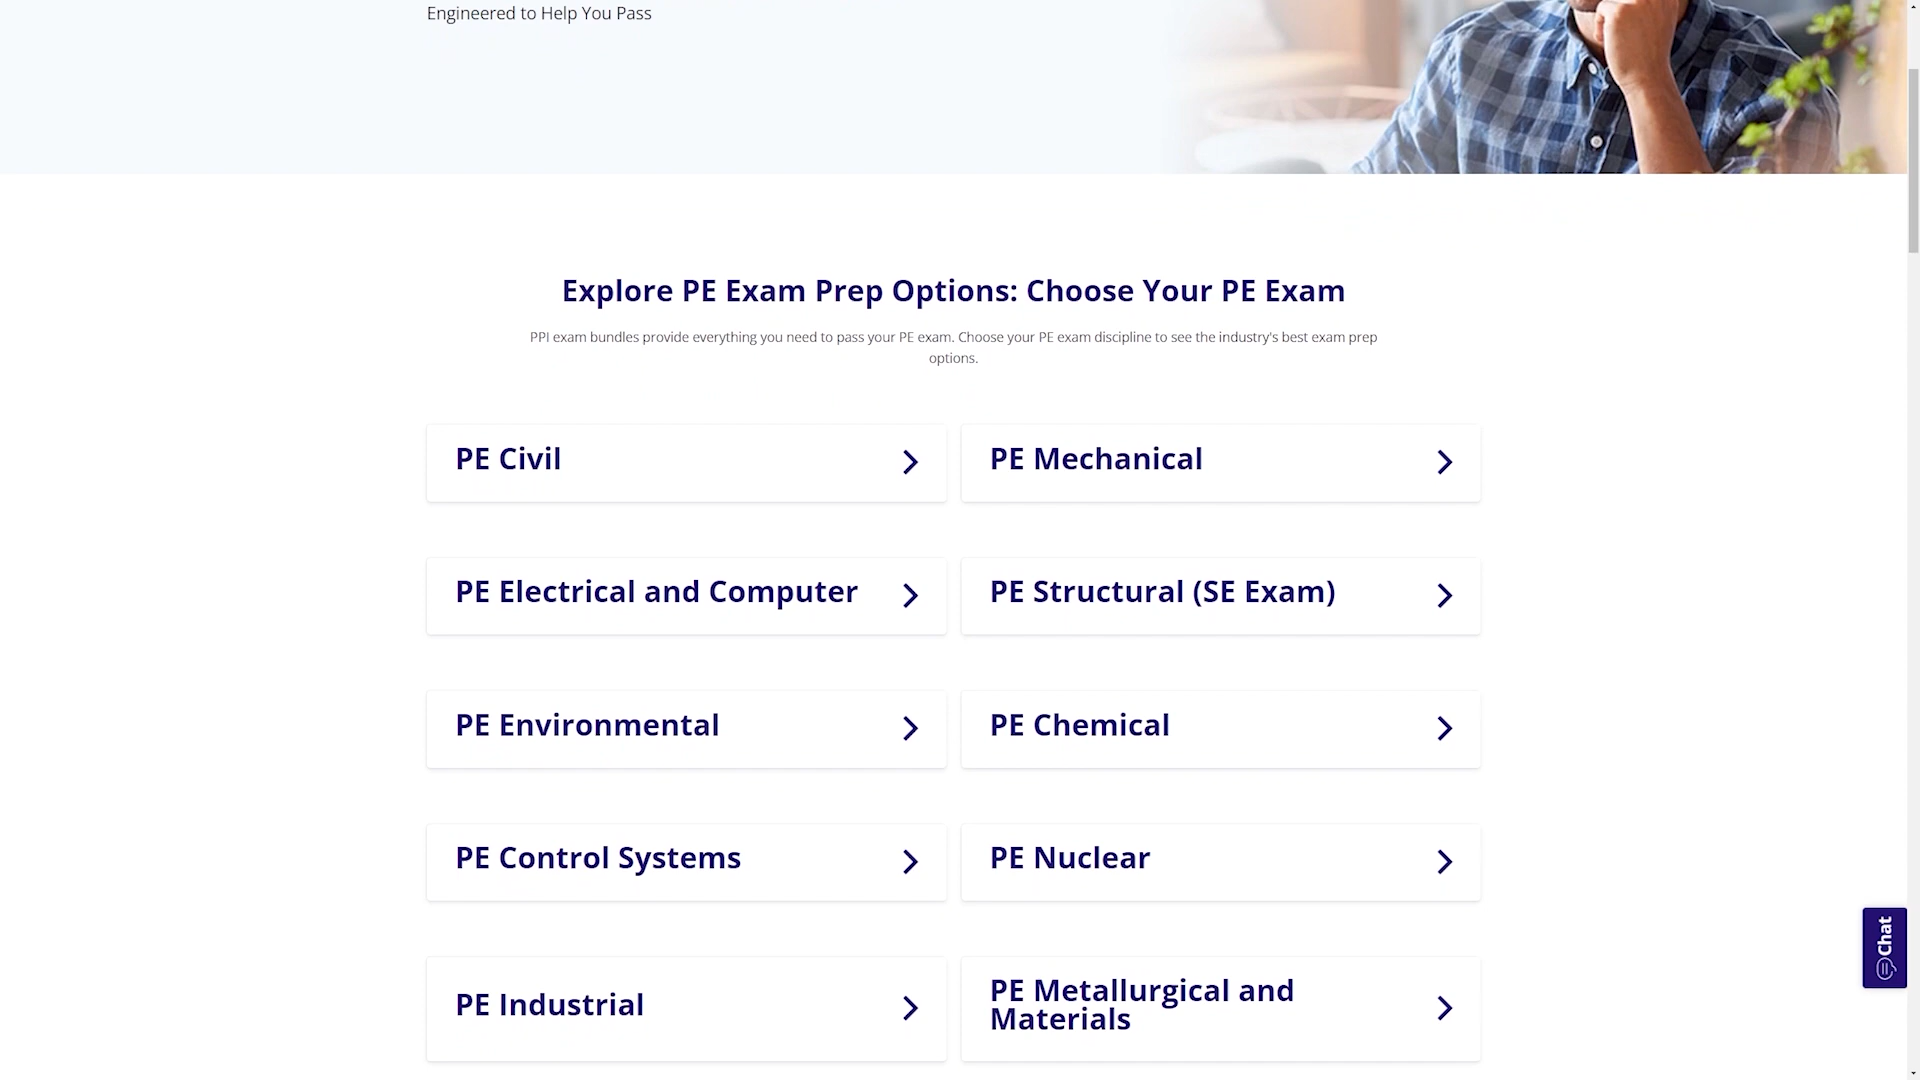 Engineered to Help You Pass
Explore PE Exam Prep Options: Choose Your PE Exam
PPI exam bundles provide everything you need to pass your PE exam. Choose your PE exam discipline to see the industry's best exam prep
options.
PE Civil
PE Mechanical
PE Electrical and Computer
PE Structural (SE Exam)
PE Environmental
PE Chemical
PE Control Systems
PE Nuclear
Chat
PE Industrial
PE Metallurgical and
Materials